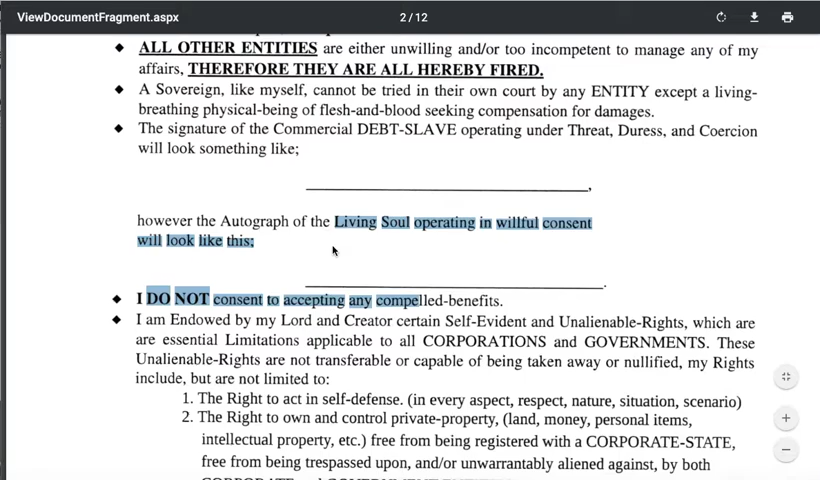 ViewDocumentFragment.aspx
2 / 12
◆ ALL OTHER ENTITIES are either unwilling and/or too incompetent to manage any of my
affairs, THEREFORE THEY ARE ALL HEREBY FIRED.
◆ A Sovereign, like myself, cannot be tried in their own court by any ENTITY except a living-
breathing physical-being of flesh-and-blood seeking compensation for damages.
◆ The signature of the Commercial DEBT-SLAVE operating under Threat, Duress, and Coercion
will look something like;
,
however the Autograph of the Living Soul operating in willful consent
will look like this;
.
◆ I DO NOT consent to accepting any compelled-benefits.
◆ I am Endowed by my Lord and Creator certain Self-Evident and Unalienable-Rights, which are
are essential Limitations applicable to all CORPORATIONS and GOVERNMENTS. These
Unalienable-Rights are not transferable or capable of being taken away or nullified, my Rights
include, but are not limited to:
1. The Right to act in self-defense. (in every aspect, respect, nature, situation, scenario)
2. The Right to own and control private-property, (land, money, personal items,
intellectual property, etc.) free from being registered with a CORPORATE-STATE,
free from being trespassed upon, and/or unwarrantably aliened against, by both